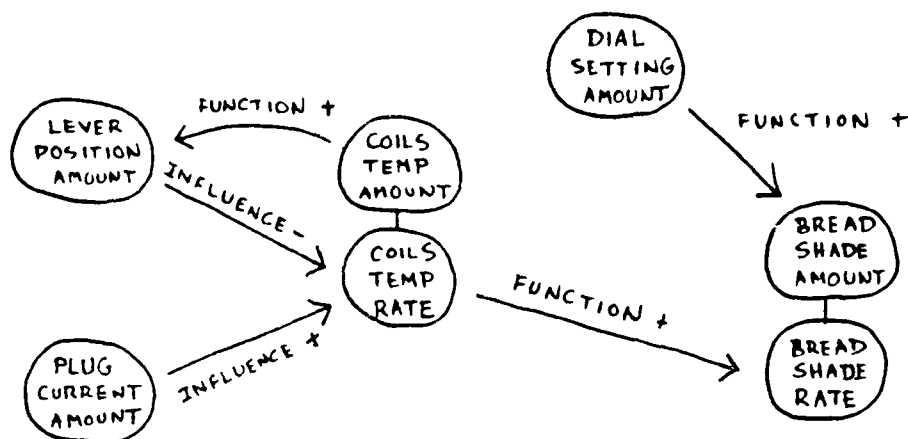 DIAL
SETTING
AMOUNT
FUNCTION +
LEVER
POSITION
AMOUNT
FUNCTION +
COILS
TEMP
AMOUNT
INFLUENCE -
COILS
TEMP
RATE
BREAD
SHADE
AMOUNT
FUNCTION +
PLUG
CURRENT
AMOUNT
INFLUENCE +
BREAD
SHADE
RATE